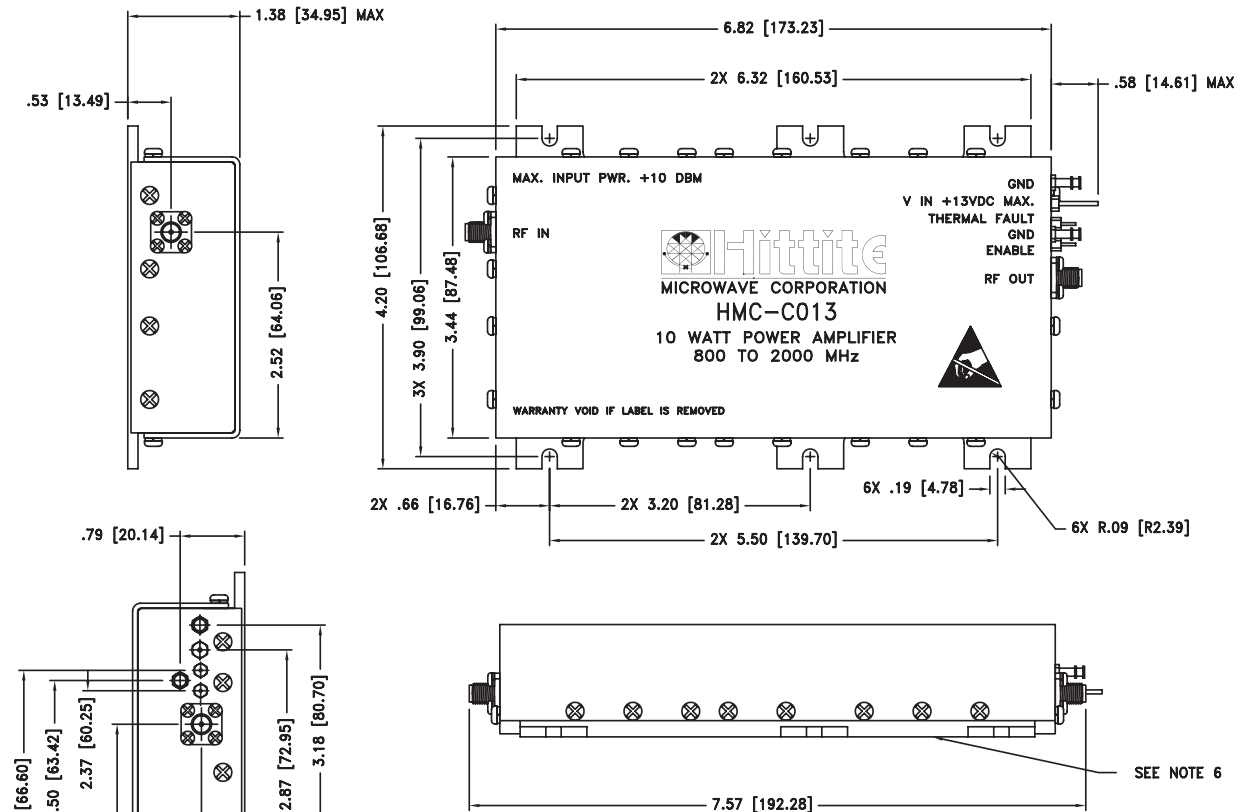 1.38 [34.95] MAX
6.82 [173.23]
2X 6.32 [160.53]
.58 [14.61] MAX
.53 [13.49]
2.52 [64.06]
4.20 [106.68]
3X 3.90 [99.06]
3.44 [87.48]
MAX. INPUT PWR. +10 DBM
RF IN
GND
V IN +13VDC MAX.
THERMAL FAULT
GND
ENABLE
RF OUT
Hittite
MICROWAVE CORPORATION
HMC-C013
10 WATT POWER AMPLIFIER
800 TO 2000 MHz
WARRANTY VOID IF LABEL IS REMOVED
2X .66 [16.76]
2X 3.20 [81.28]
6X .19 [4.78]
2X 5.50 [139.70]
6X R.09 [R2.39]
.79 [20.14]
[66.60]
.50 [63.42]
2.37 [60.25]
2.87 [72.95]
3.18 [80.70]
SEE NOTE 6
7.57 [192.28]